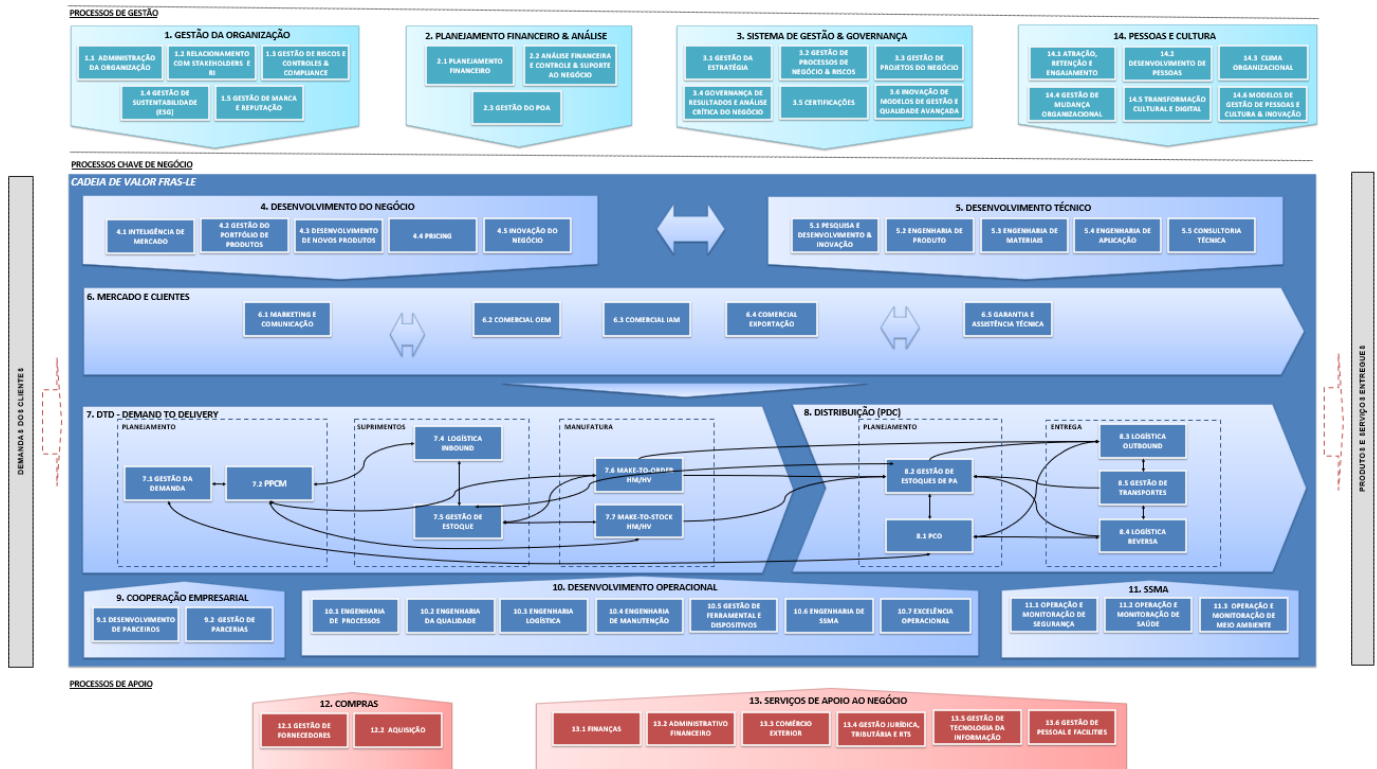 PROCESSOS DE GESTÃO
1. GESTÃO DA ORGANIZAÇÃO
1.1 ADMINISTRAÇÃO
DA ORGANIZAÇÃO
1.2 RELACIONAMENTO
COM STAKEHOLDERS E
RI
1.3 GESTÃO DE RISCOS E
CONTROLES &
COMPLIANCE
1.4 GESTÃO DE
SUSTENTABILIDADE
(ESG)
1.5 GESTÃO DE MARCA
E REPUTAÇÃO
2. PLANEJAMENTO FINANCEIRO & ANÁLISE
2.1 PLANEJAMENTO
FINANCEIRO
2.2 ANÁLISE FINANCEIRA
E CONTROLE & SUPORTE
AO NEGÓCIO
2.3 GESTÃO DO POA
3. SISTEMA DE GESTÃO & GOVERNANÇA
3.1 GESTÃO DA
ESTRATÉGIA
3.2 GESTÃO DE
PROCESSOS DE
NEGÓCIO & RISCOS
3.3 GESTÃO DE
PROJETOS DO NEGÓCIO
3.4 GOVERNANÇA DE
RESULTADOS E ANÁLISE
CRÍTICA DO NEGÓCIO
3.5 CERTIFICAÇÕES
3.6 INOVAÇÃO DE
MODELOS DE GESTÃO E
QUALIDADE AVANÇADA
14. PESSOAS E CULTURA
14.1 ATRAÇÃO,
RETENÇÃO E
ENGAJAMENTO
14.2
DESENVOLVIMENTO DE
PESSOAS
14.3 CLIMA
ORGANIZACIONAL
14.4 GESTÃO DE
MUDANÇA
ORGANIZACIONAL
14.5 TRANSFORMAÇÃO
CULTURAL E DIGITAL
14.6 MODELOS DE
GESTÃO DE PESSOAS E
CULTURA & INOVAÇÃO
PROCESSOS CHAVE DE NEGÓCIO
CADEIA DE VALOR FRAS-LE
4. DESENVOLVIMENTO DO NEGÓCIO
4.1 INTELIGÊNCIA DE
MERCADO
4.2 GESTÃO DO
PORTFÓLIO DE
PRODUTOS
4.3 DESENVOLVIMENTO
DE NOVOS PRODUTOS
4.4 PRICING
4.5 INOVAÇÃO DO
NEGÓCIO
5. DESENVOLVIMENTO TÉCNICO
5.1 PESQUISA E
DESENVOLVIMENTO &
INOVAÇÃO
5.2 ENGENHARIA DE
PRODUTO
5.3 ENGENHARIA DE
MATERIAIS
5.4 ENGENHARIA DE
APLICAÇÃO
5.5 CONSULTORIA
TÉCNICA
6. MERCADO E CLIENTES
6.1 MARKETING E
COMUNICAÇÃO
6.2 COMERCIAL OEM
6.3 COMERCIAL IAM
6.4 COMERCIAL
EXPORTAÇÃO
6.5 GARANTIA E
ASSISTÊNCIA TÉCNICA
DEMANDAS DOS CLIENTES
PRODUTOS E SERVIÇOS ENTREGUES
7. DTD - DEMAND TO DELIVERY
PLANEJAMENTO
7.1 GESTÃO DA
DEMANDA
7.2 PPCM
SUPRIMENTOS
7.4 LOGÍSTICA
INBOUND
7.5 GESTÃO DE
ESTOQUE
MANUFATURA
7.6 MAKE-TO-ORDER
HM/HV
7.7 MAKE-TO-STOCK
HM/HV
8. DISTRIBUIÇÃO (PDC)
PLANEJAMENTO
8.2 GESTÃO DE
ESTOQUES DE PA
8.1 PCD
ENTREGA
8.3 LOGÍSTICA
OUTBOUND
8.5 GESTÃO DE
TRANSPORTES
8.4 LOGÍSTICA
REVERSA
9. COOPERAÇÃO EMPRESARIAL
9.1 DESENVOLVIMENTO
DE PARCEIROS
9.2 GESTÃO DE
PARCERIAS
10. DESENVOLVIMENTO OPERACIONAL
10.1 ENGENHARIA
DE PROCESSOS
10.2 ENGENHARIA
DA QUALIDADE
10.3 ENGENHARIA
LOGÍSTICA
10.4 ENGENHARIA
DE MANUTENÇÃO
10.5 GESTÃO DE
FERRAMENTAL E
DISPOSITIVOS
10.6 ENGENHARIA DE
SSMA
10.7 EXCELÊNCIA
OPERACIONAL
11. SSMA
11.1 OPERAÇÃO E
MONITORAÇÃO DE
SEGURANÇA
11.2 OPERAÇÃO E
MONITORAÇÃO DE
SAÚDE
11.3 OPERAÇÃO E
MONITORAÇÃO DE
MEIO AMBIENTE
PROCESSOS DE APOIO
12. COMPRAS
12.1 GESTÃO DE
FORNECEDORES
12.2 AQUISIÇÃO
13. SERVIÇOS DE APOIO AO NEGÓCIO
13.1 FINANÇAS
13.2 ADMINISTRATIVO
FINANCEIRO
13.3 COMÉRCIO
EXTERIOR
13.4 GESTÃO JURÍDICA,
TRIBUTÁRIA E RTS
13.5 GESTÃO DE
TECNOLOGIA DA
INFORMAÇÃO
13.6 GESTÃO DE
PESSOAL E FACILITIES